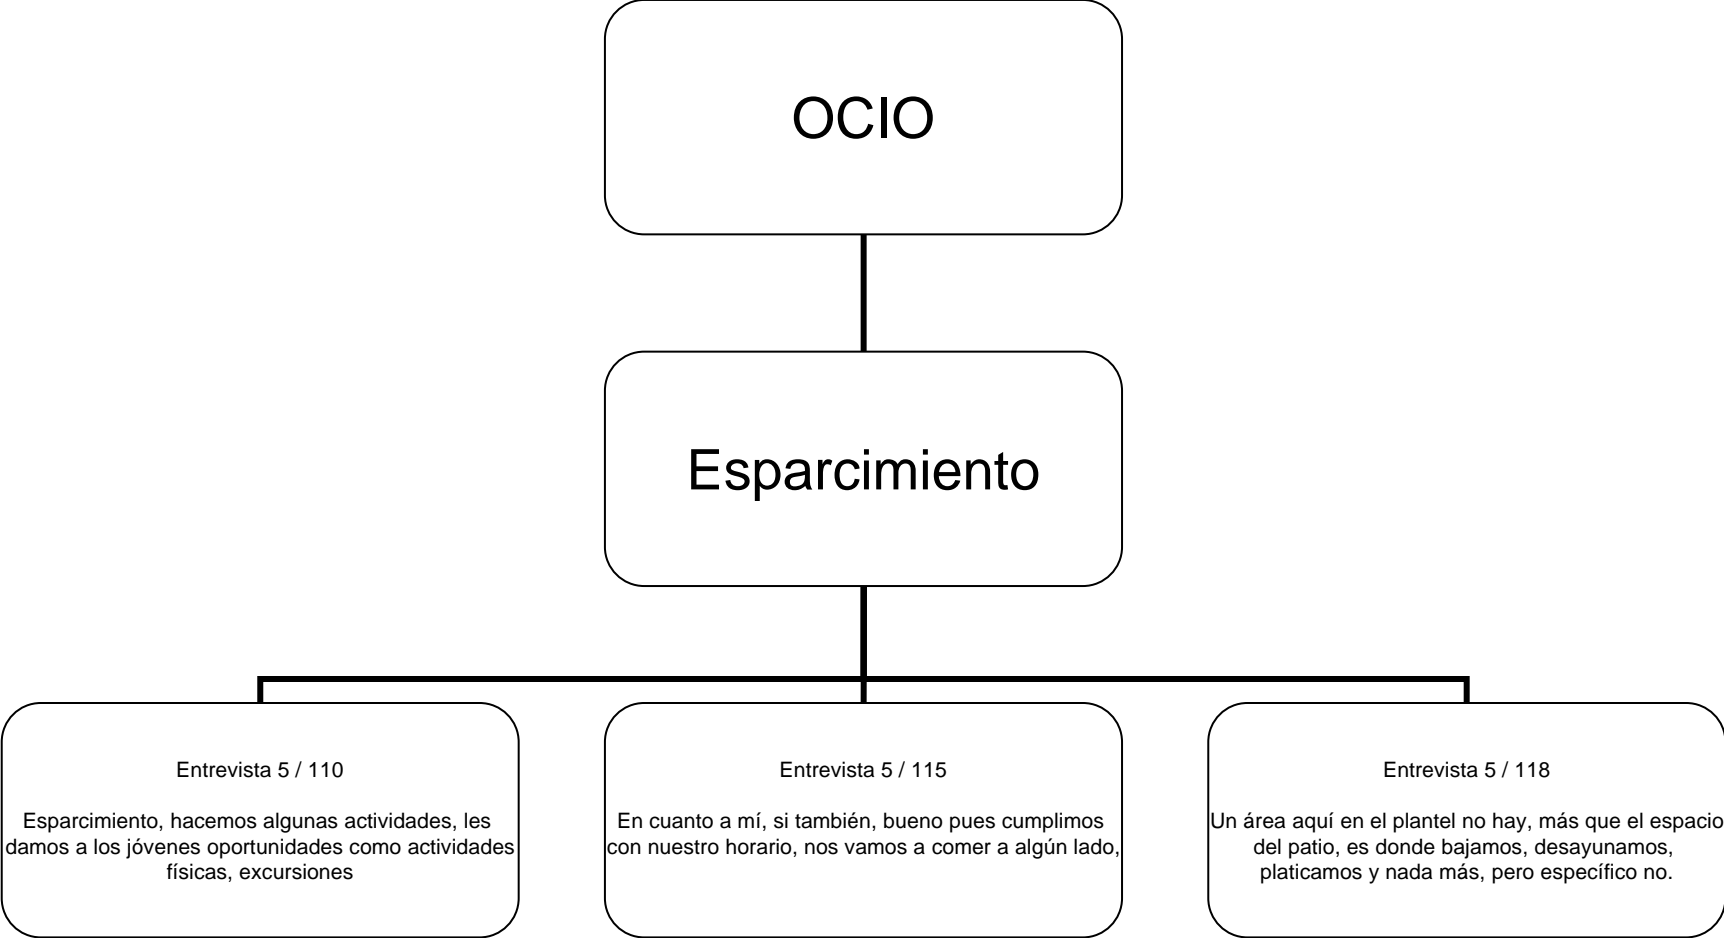 OCIO
Esparcimiento
Entrevista 5 / 110
Esparcimiento, hacemos algunas actividades, les
damos a los jóvenes oportunidades como actividades
físicas, excursiones
Entrevista 5 / 115
En cuanto a mí, si también, bueno pues cumplimos
con nuestro horario, nos vamos a comer a algún lado,
Entrevista 5 / 118
Un área aquí en el plantel no hay, más que el espacio
del patio, es donde bajamos, desayunamos,
platicamos y nada más, pero específico no.